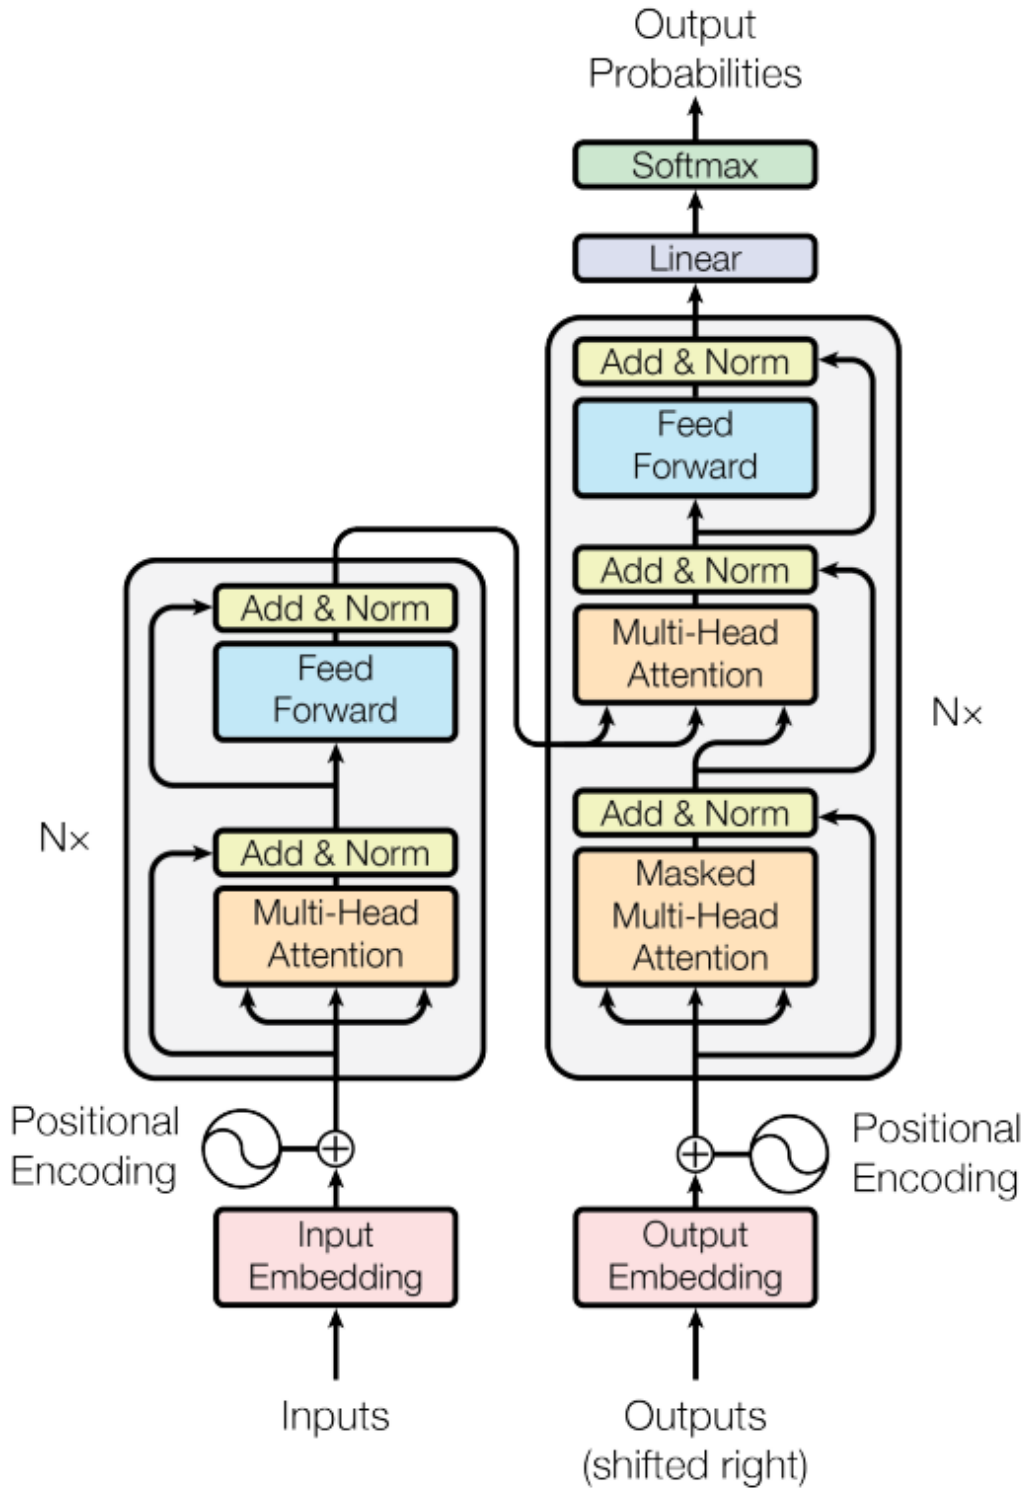 Output
Probabilities
Softmax
Linear
Add & Norm
Feed
Forward
Add & Norm
Multi-Head
Attention
Add & Norm
Masked
Multi-Head
Attention
N×
Add & Norm
Feed
Forward
Add & Norm
Multi-Head
Attention
N×
Positional
Encoding
Positional
Encoding
Input
Embedding
Output
Embedding
Inputs
Outputs
(shifted right)